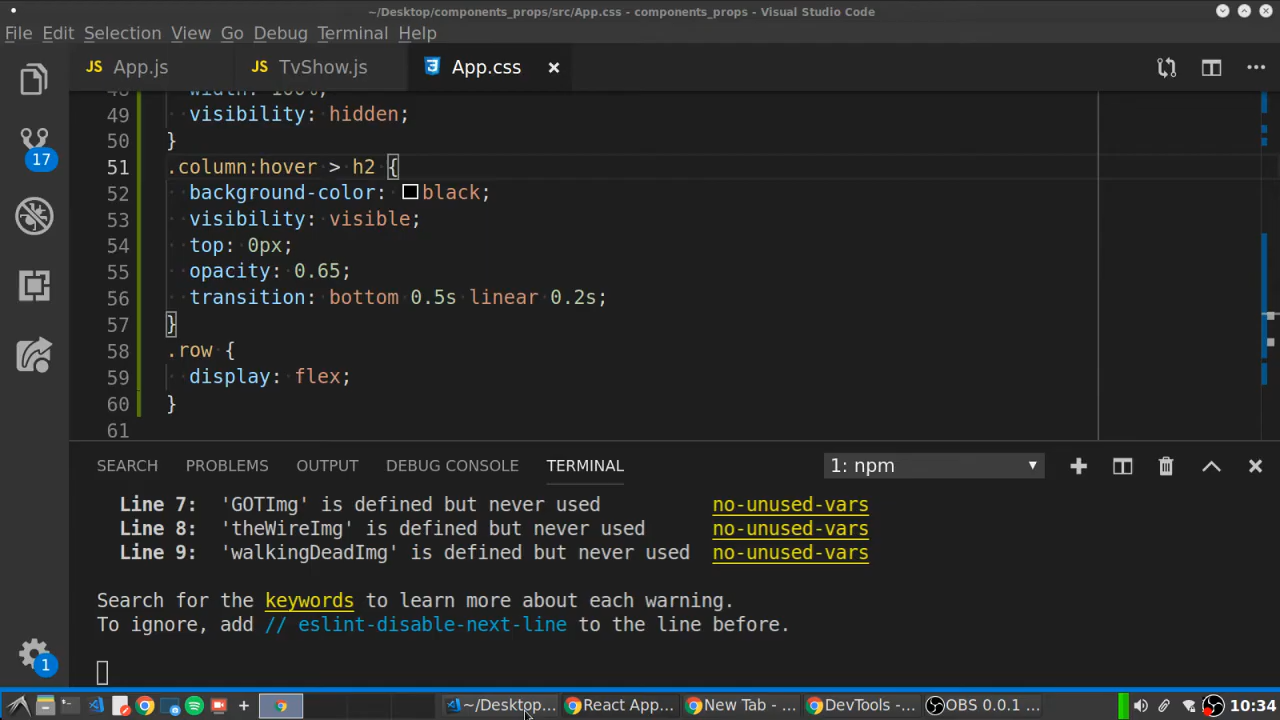 ~/Desktop/components_props/src/App.css - components_props - Visual Studio Code
File Edit Selection View Go Debug Terminal Help
JS App.js JS TvShow.js App.css ×
48 width: 100%;
49 visibility: hidden;
50 }
51 .column:hover > h2 {
52 background-color: black;
53 visibility: visible;
54 top: 0px;
55 opacity: 0.65;
56 transition: bottom 0.5s linear 0.2s;
57 }
58 .row {
59 display: flex;
60 }
61
17
SEARCH PROBLEMS OUTPUT DEBUG CONSOLE TERMINAL 1: npm
Line 7: 'GOTImg' is defined but never used no-unused-vars
Line 8: 'theWireImg' is defined but never used no-unused-vars
Line 9: 'walkingDeadImg' is defined but never used no-unused-vars
Search for the keywords to learn more about each warning.
To ignore, add // eslint-disable-next-line to the line before.
1
~/Desktop... React App... New Tab - ... DevTools - ... OBS 0.0.1 ... 10:34